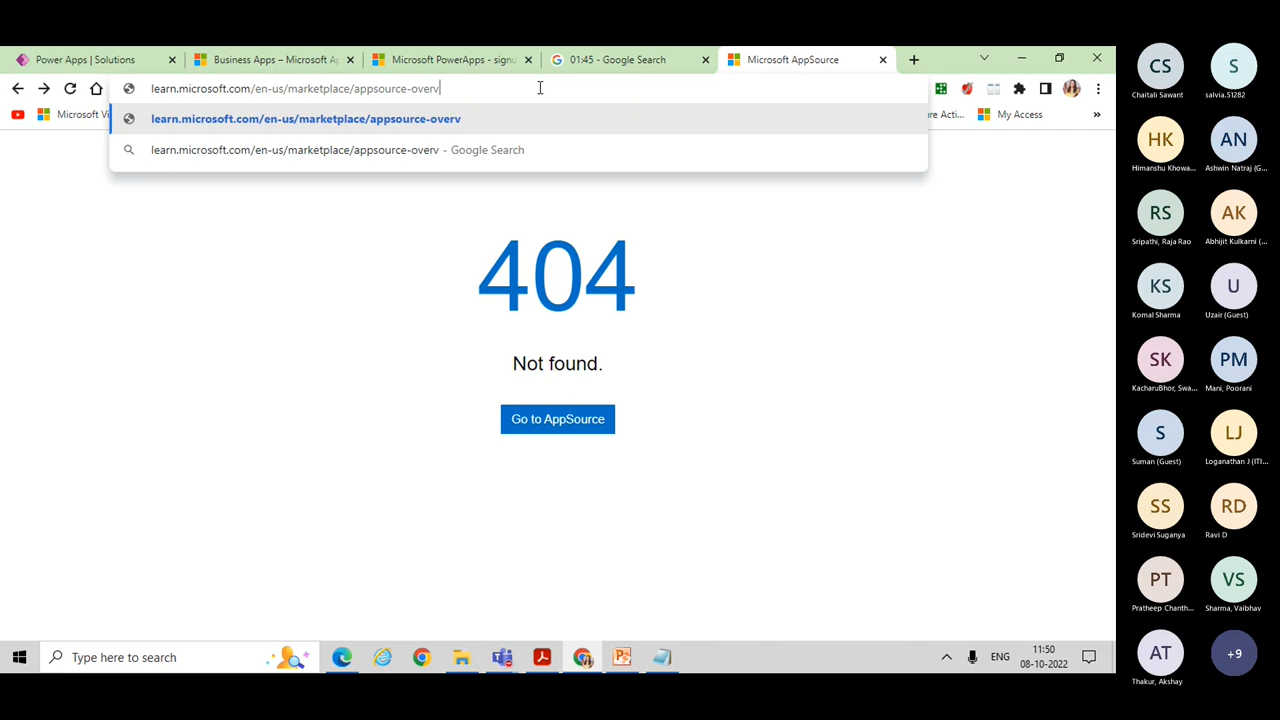 Power Apps | Solutions
Business Apps – Microsoft A
Microsoft PowerApps - signu
01:45 - Google Search
Microsoft AppSource
learn.microsoft.com/en-us/marketplace/appsource-overv
Microsoft Vi
ure Acti...
My Access
»
learn.microsoft.com/en-us/marketplace/appsource-overv
learn.microsoft.com/en-us/marketplace/appsource-overv - Google Search
404
Not found.
Go to AppSource
CS
Chaitali Sawant
S
salvia.51282
HK
Himanshu Khowa...
AN
Ashwin Natraj (G...
RS
Sripathi, Raja Rao
AK
Abhijit Kulkarni (...
KS
Komal Sharma
U
Uzair (Guest)
SK
KacharuBhor, Swa...
PM
Mani, Poorani
S
Suman (Guest)
LJ
Loganathan J (ITI...
SS
Sridevi Suganya
RD
Ravi D
PT
Pratheep Chanth...
VS
Sharma, Vaibhav
AT
Thakur, Akshay
+9
Type here to search
ENG
11:50
08-10-2022